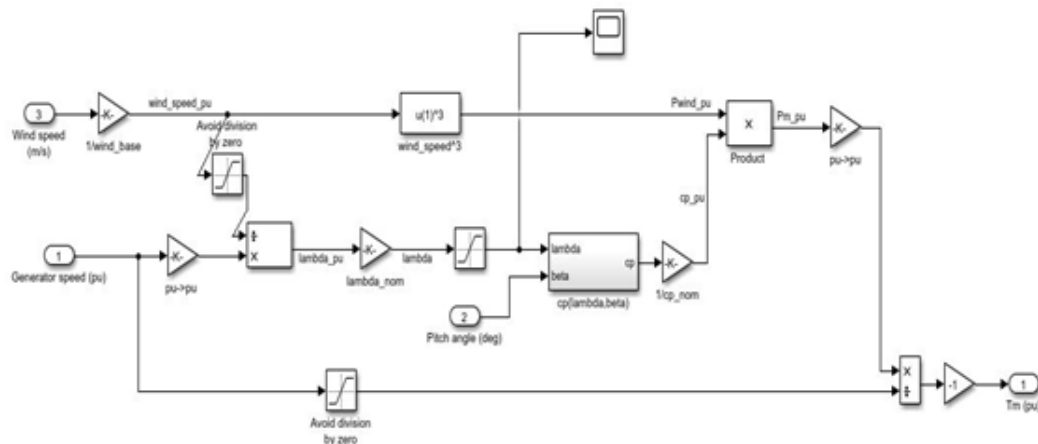 3
Wind speed
(m/s)
-K-
1/wind_base
wind_speed_pu
Avoid division
by zero
u(1)^3
wind_speed^3
Pwind_pu
X
Product
Pm_pu
-K-
pu->pu
cp_pu
1
Generator speed (pu)
-K-
pu->pu
÷
X
lambda_pu
-K-
lambda_nom
lambda
lambda
beta
cp
cp(lambda,beta)
-K-
1/cp_nom
2
Pitch angle (deg)
Avoid division
by zero
X
÷
-1
1
Tm (pu)